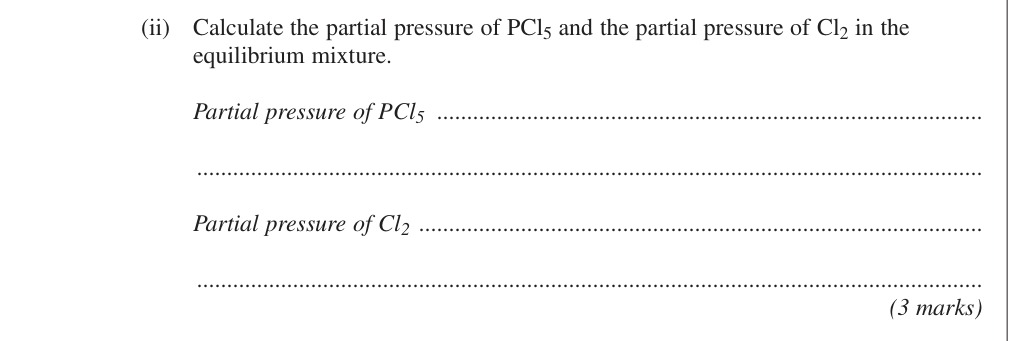 (ii) Calculate the partial pressure of PCl₅ and the partial pressure of Cl₂ in the
equilibrium mixture.
Partial pressure of PCl₅ ..........................................................................................
..................................................................................................................................
Partial pressure of Cl₂ .............................................................................................
..................................................................................................................................
(3 marks)